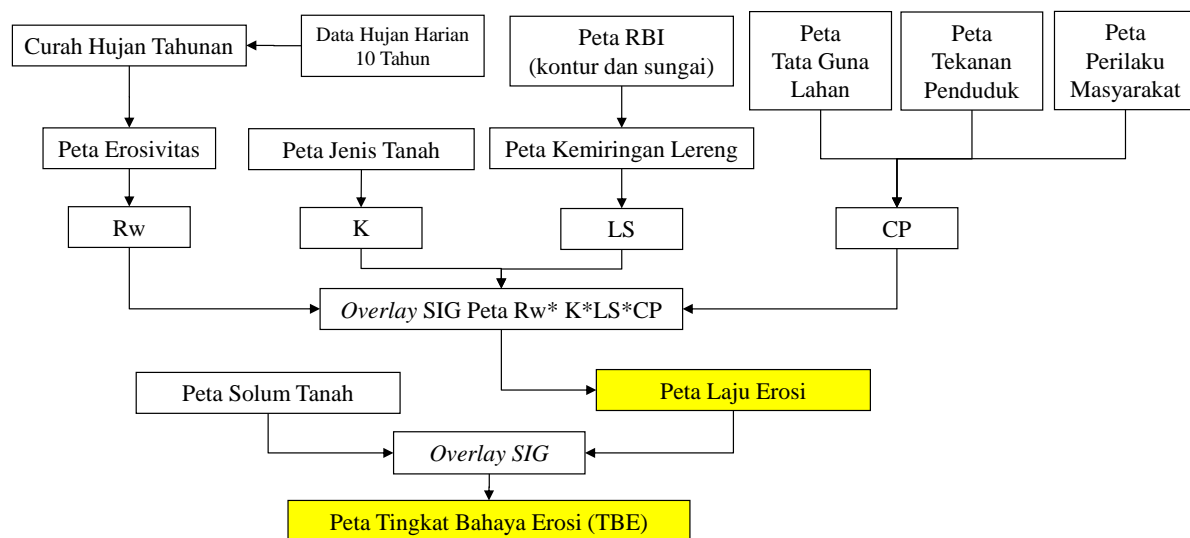 Curah Hujan Tahunan
Data Hujan Harian
10 Tahun
Peta RBI
(kontur dan sungai)
Peta
Tata Guna
Lahan
Peta
Tekanan
Penduduk
Peta
Perilaku
Masyarakat
Peta Erosivitas
Peta Jenis Tanah
Peta Kemiringan Lereng
Rw
K
LS
CP
Overlay SIG Peta Rw* K*LS*CP
Peta Solum Tanah
Peta Laju Erosi
Overlay SIG
Peta Tingkat Bahaya Erosi (TBE)